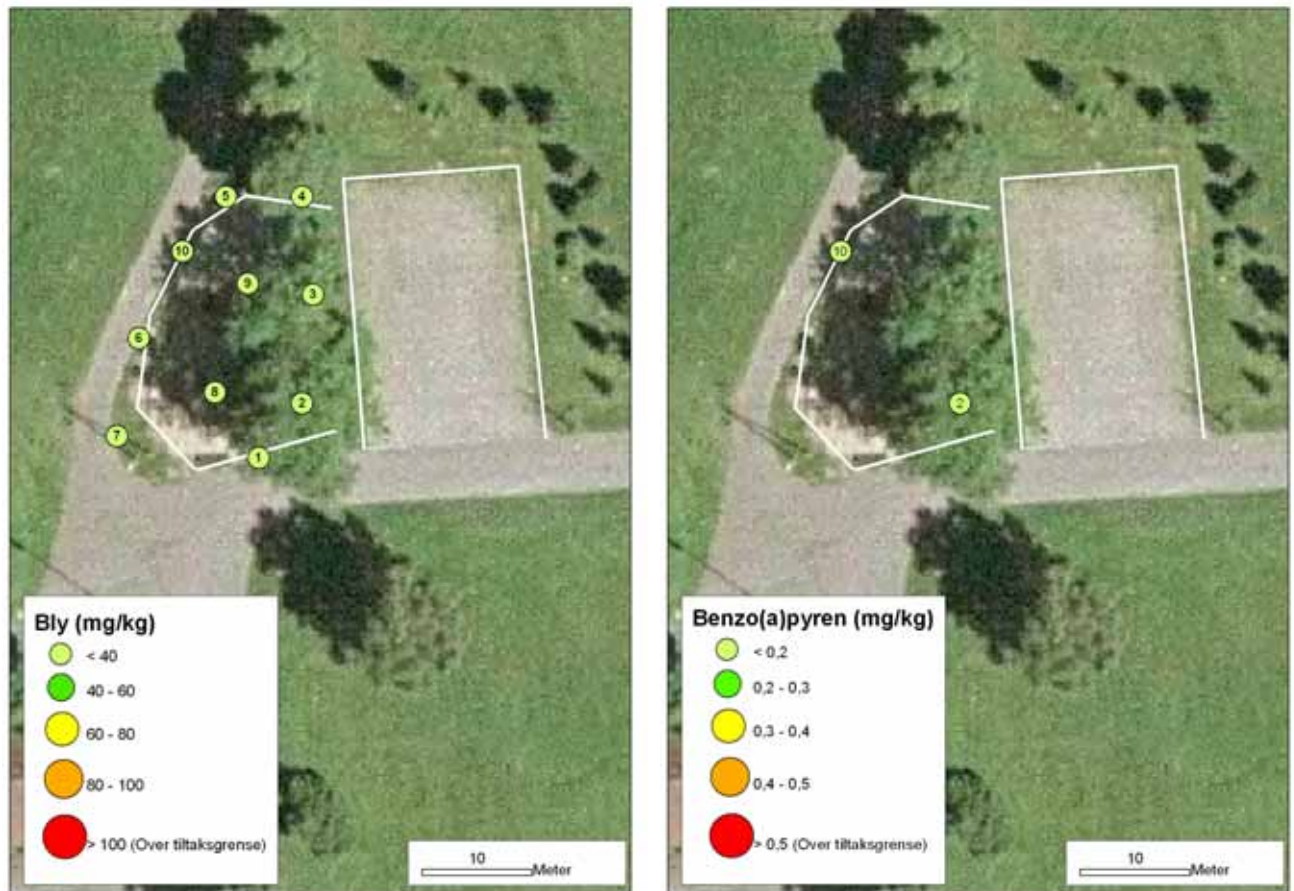 5
4
10
9
3
6
8
2
7
1
Bly (mg/kg)
< 40
40 - 60
60 - 80
80 - 100
> 100 (Over tiltaksgrense)
10
Meter
10
2
Benzo(a)pyren (mg/kg)
< 0,2
0,2 - 0,3
0,3 - 0,4
0,4 - 0,5
> 0,5 (Over tiltaksgrense)
10
Meter